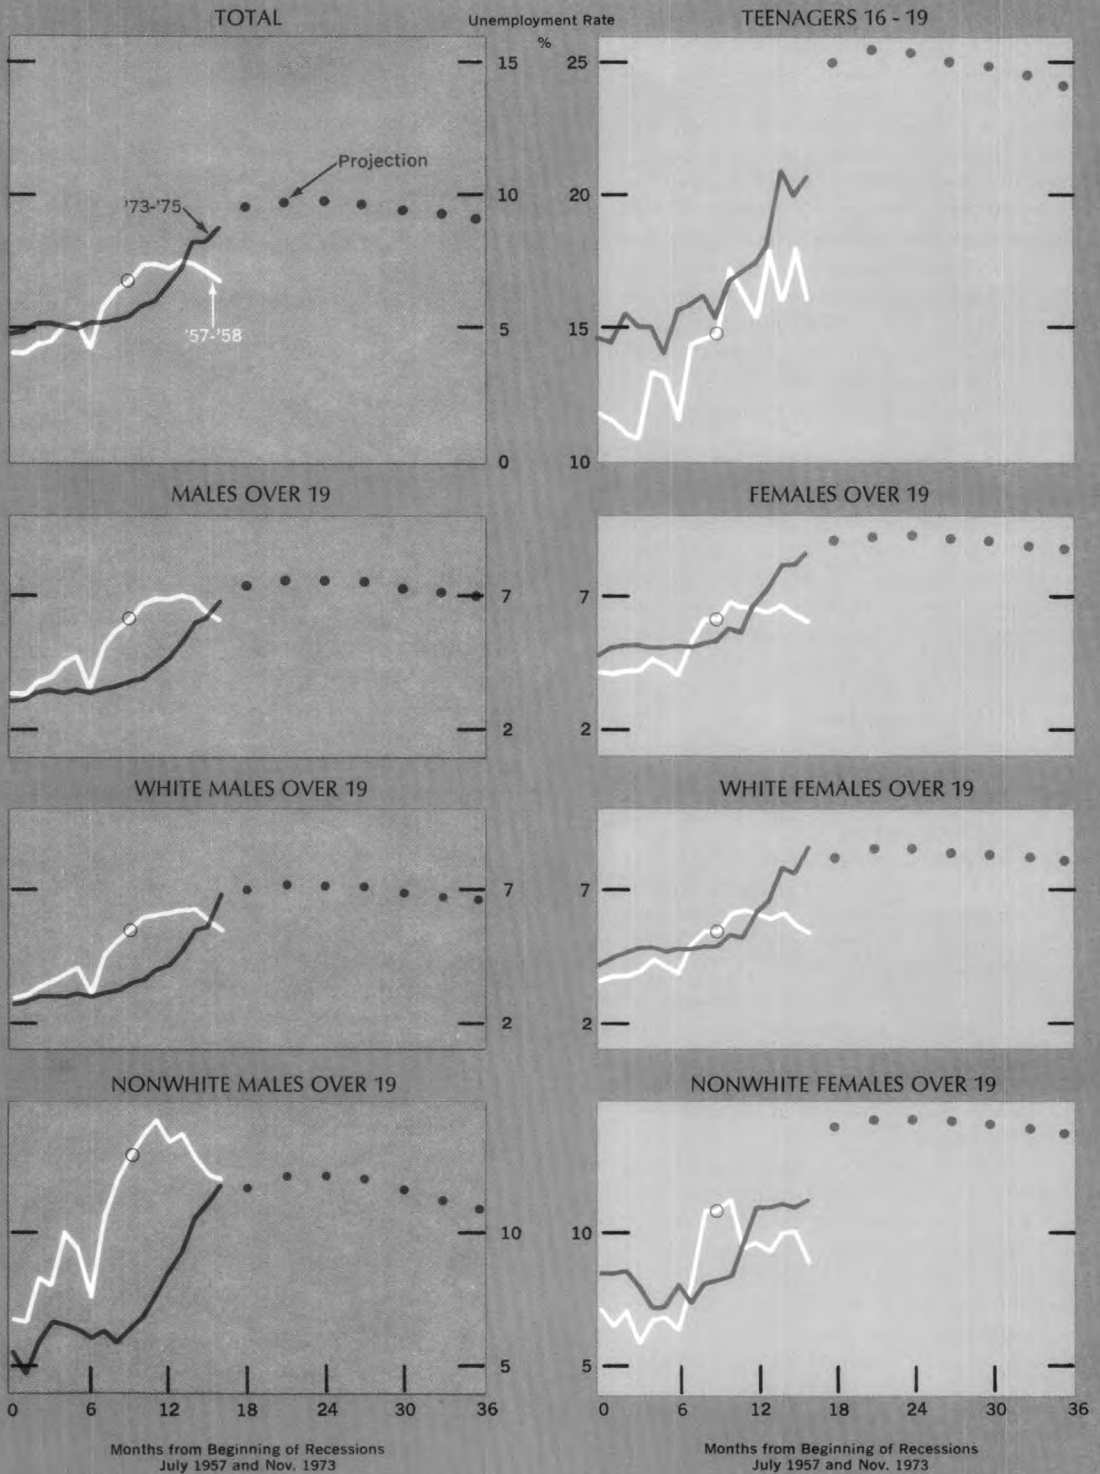 TOTAL
Unemployment Rate
%
TEENAGERS 16 - 19
15
10
5
0
25
20
15
10
Projection
'73-'75
'57-'58
MALES OVER 19
7
2
FEMALES OVER 19
7
2
WHITE MALES OVER 19
7
2
WHITE FEMALES OVER 19
7
2
NONWHITE MALES OVER 19
10
5
NONWHITE FEMALES OVER 19
10
5
0 6 12 18 24 30 36
Months from Beginning of Recessions
July 1957 and Nov. 1973
0 6 12 18 24 30 36
Months from Beginning of Recessions
July 1957 and Nov. 1973